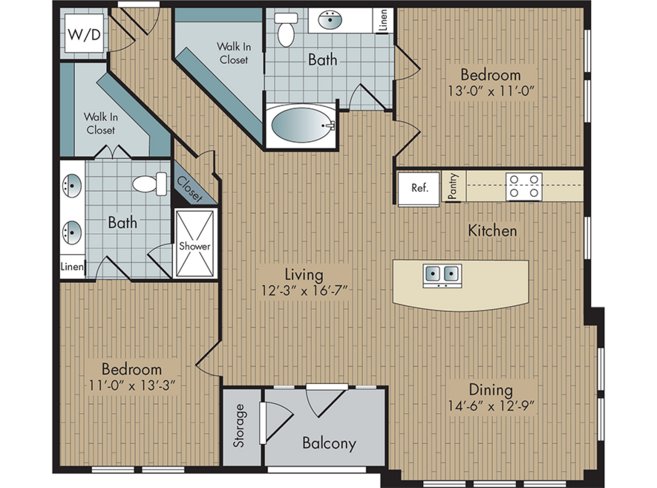 W/D
Walk In
Closet
Bath
Linen
Bedroom
13'-0" x 11'-0"
Walk In
Closet
Closet
Ref.
Pantry
Kitchen
Bath
Shower
Linen
Living
12'-3" x 16'-7"
Bedroom
11'-0" x 13'-3"
Dining
14'-6" x 12'-9"
Storage
Balcony